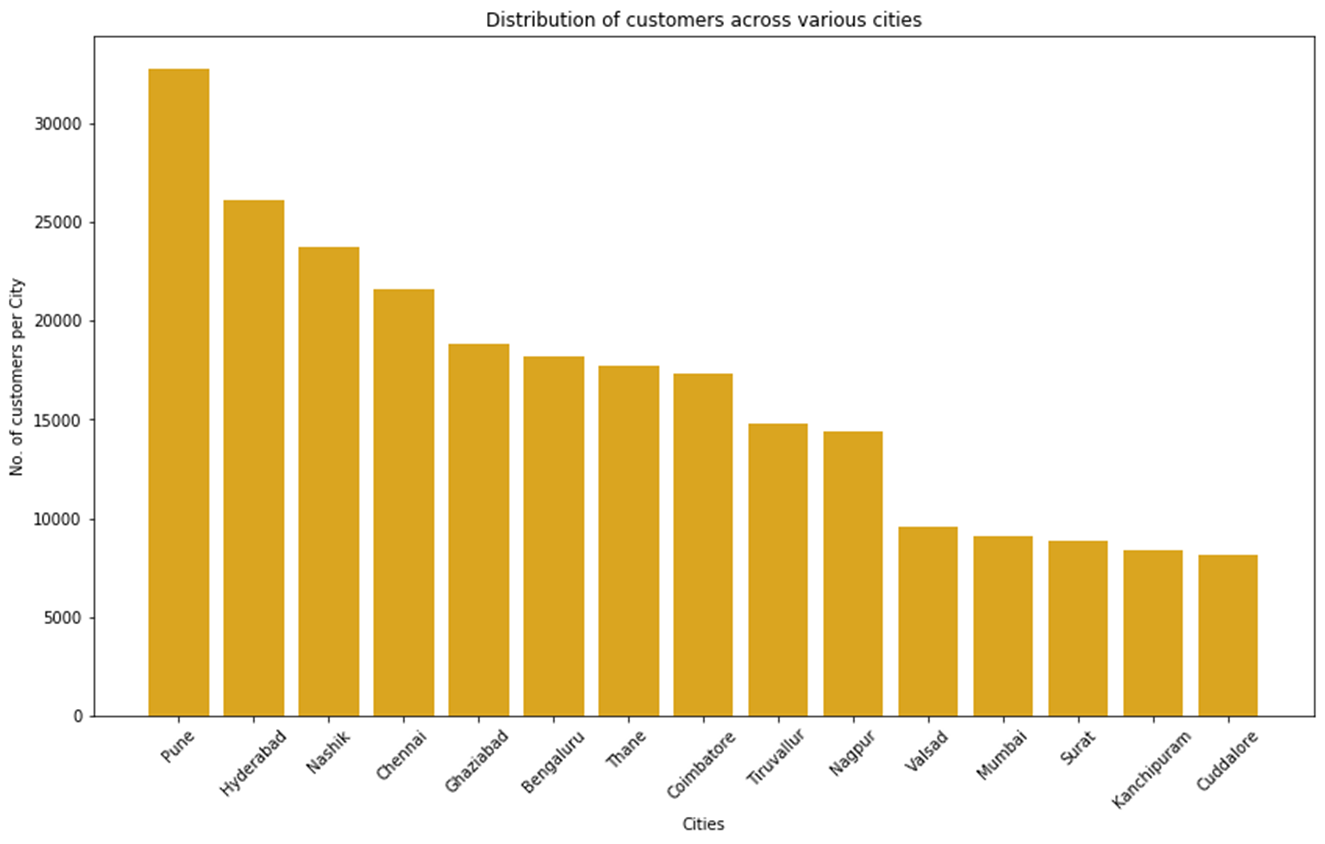 Distribution of customers across various cities
No. of customers per City
30000
25000
20000
15000
10000
5000
0
Pune
Hyderabad
Nashik
Chennai
Ghaziabad
Bengaluru
Thane
Coimbatore
Tiruvallur
Nagpur
Valsad
Mumbai
Surat
Kanchipuram
Cuddalore
Cities